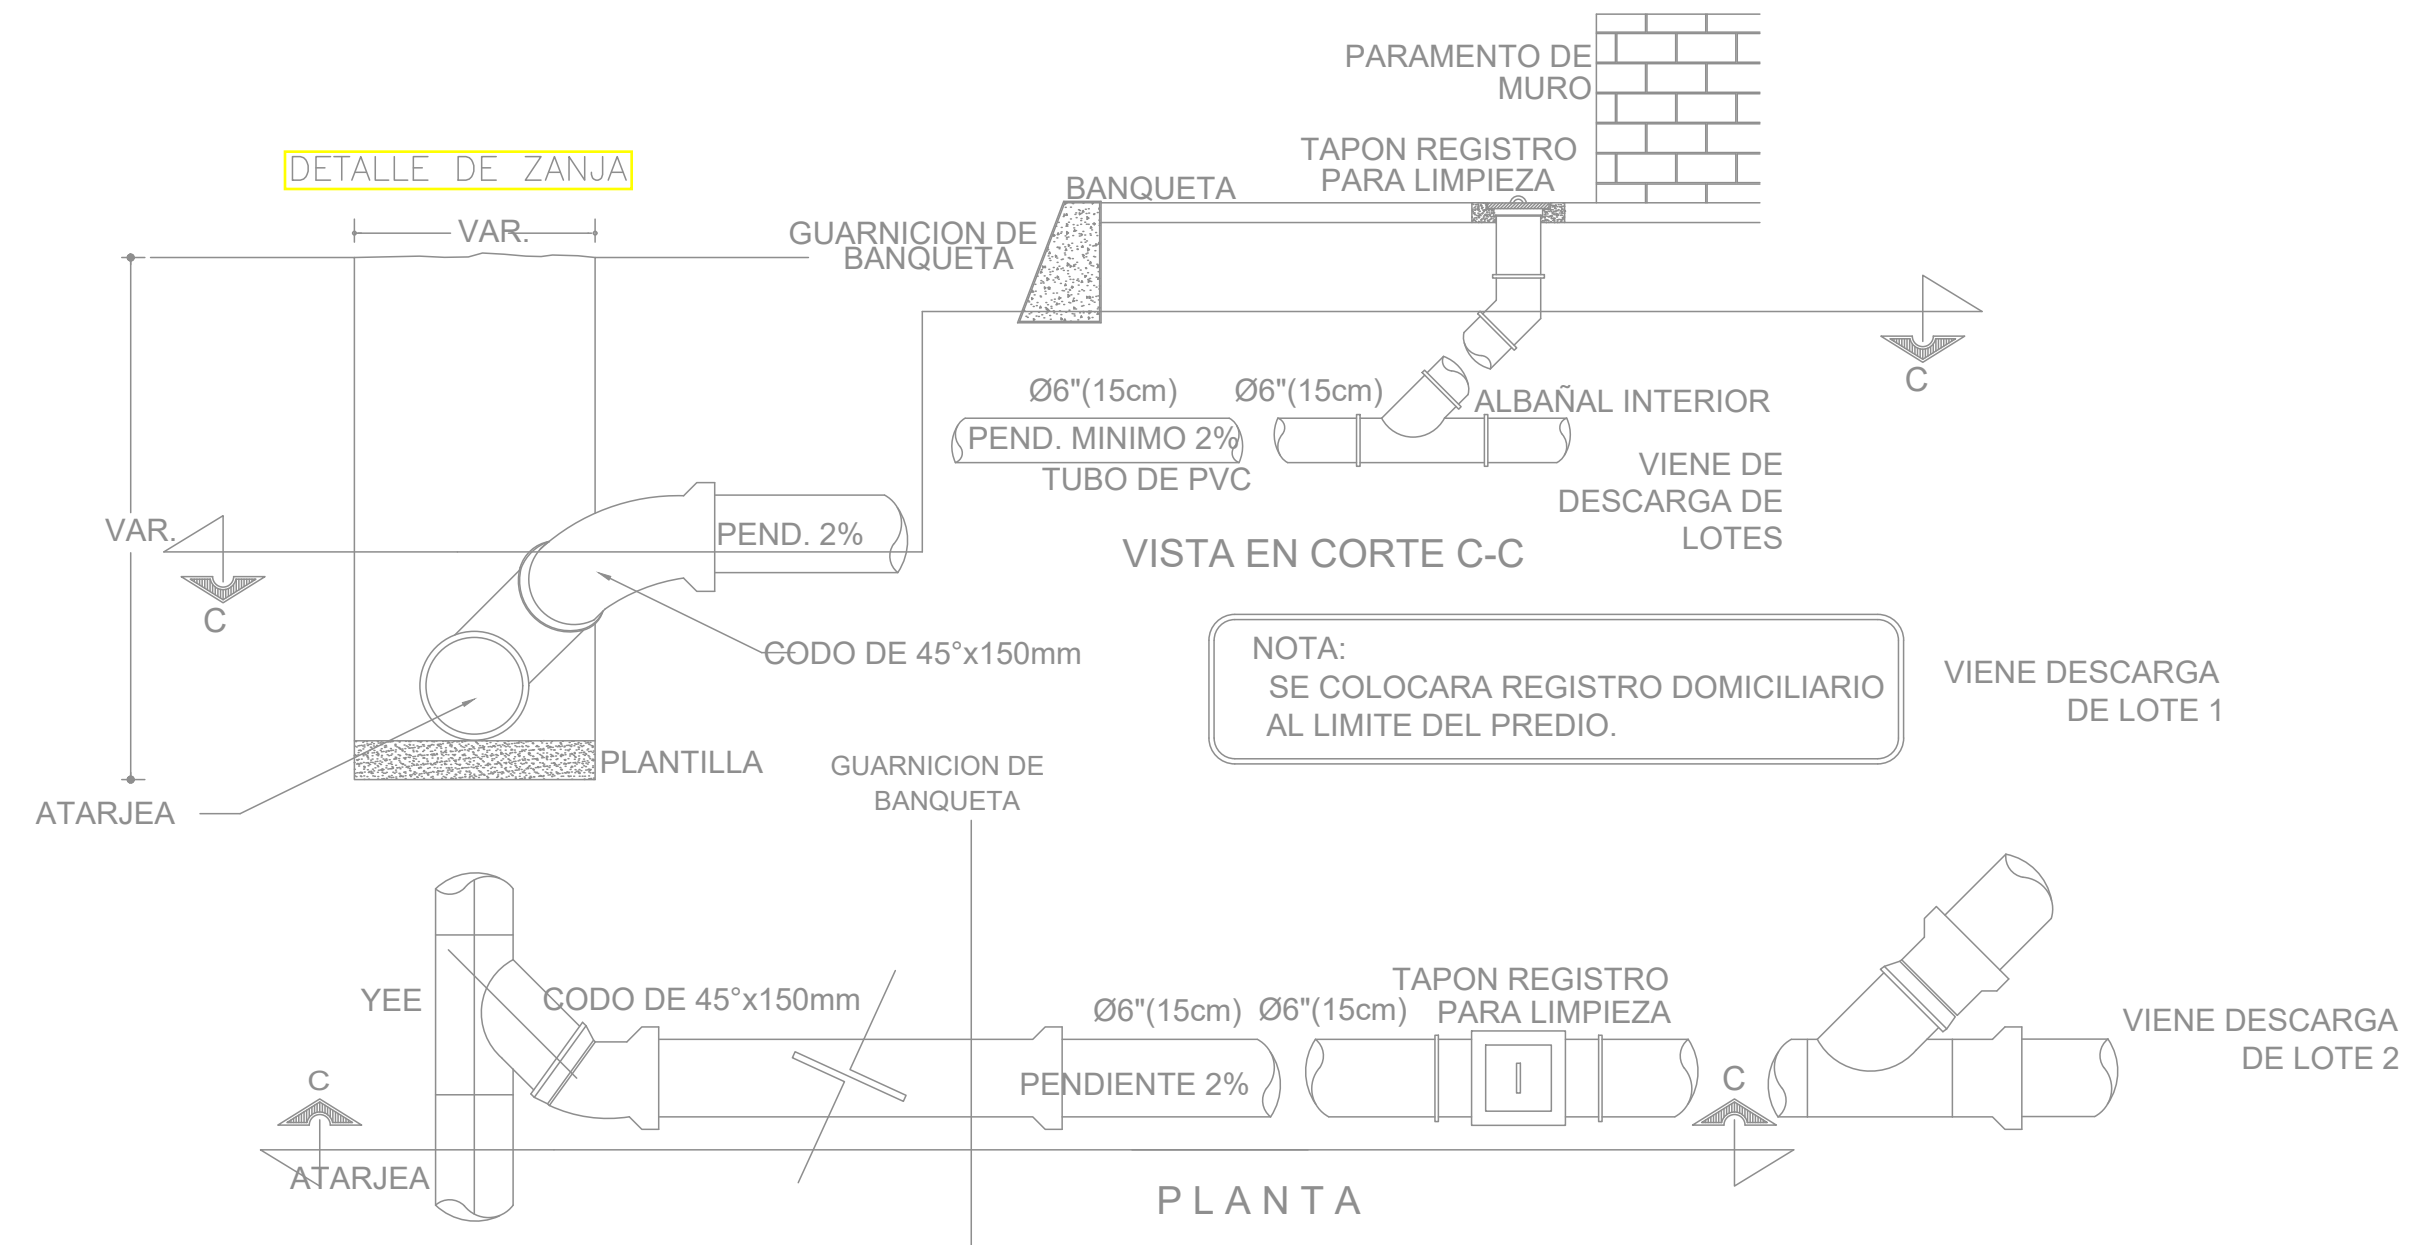 PARAMENTO DE
MURO
DETALLE DE ZANJA
TAPON REGISTRO
PARA LIMPIEZA
BANQUETA
VAR.
GUARNICION DE
BANQUETA
C
Ø6"(15cm)
Ø6"(15cm)
ALBAÑAL INTERIOR
PEND. MINIMO 2%
TUBO DE PVC
VIENE DE
DESCARGA DE
LOTES
VAR.
PEND. 2%
VISTA EN CORTE C-C
C
CODO DE 45°x150mm
NOTA:
SE COLOCARA REGISTRO DOMICILIARIO
AL LIMITE DEL PREDIO.
VIENE DESCARGA
DE LOTE 1
PLANTILLA
ATARJEA
GUARNICION DE
BANQUETA
YEE
CODO DE 45°x150mm
Ø6"(15cm)
Ø6"(15cm)
TAPON REGISTRO
PARA LIMPIEZA
VIENE DESCARGA
DE LOTE 2
C
PENDIENTE 2%
C
ATARJEA
PLANTA